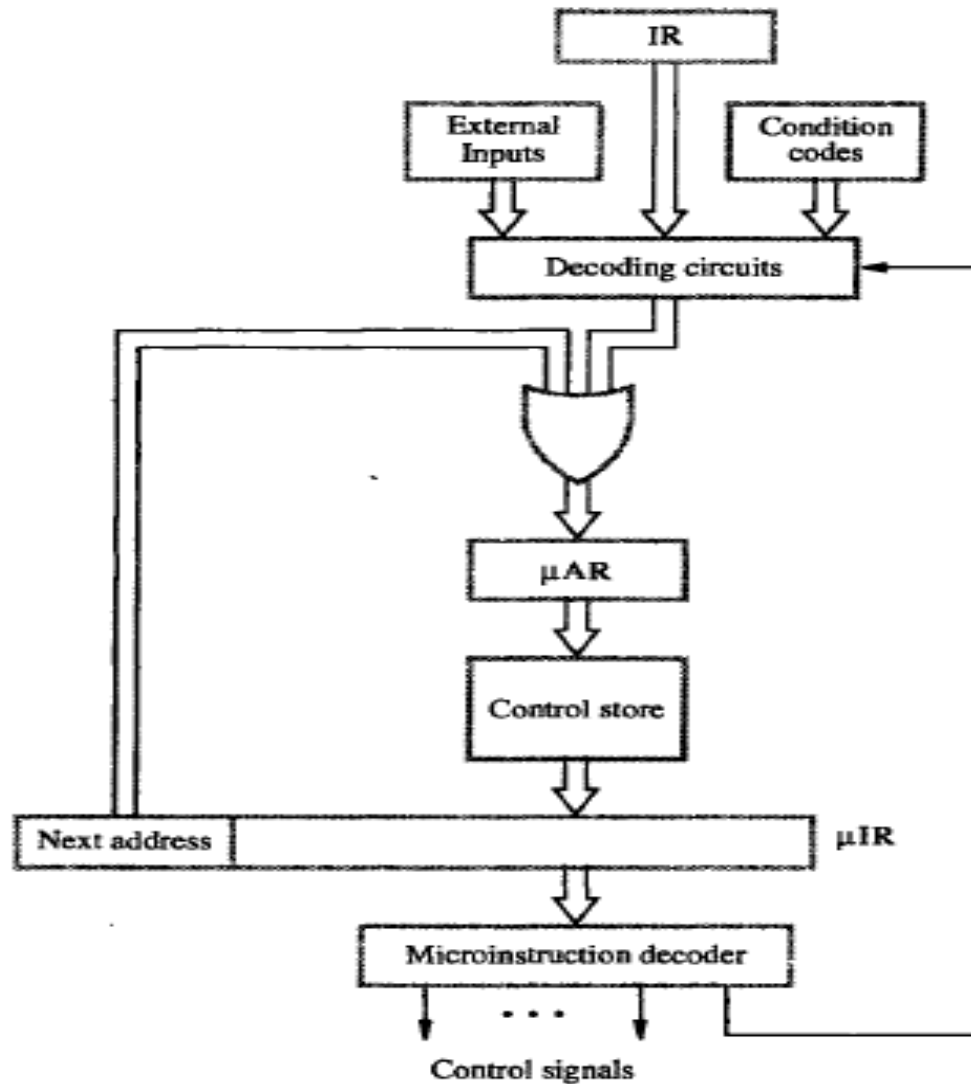 IR
External
Inputs
Condition
codes
Decoding circuits
μAR
Control store
Next address
μIR
Microinstruction decoder
• • •
Control signals